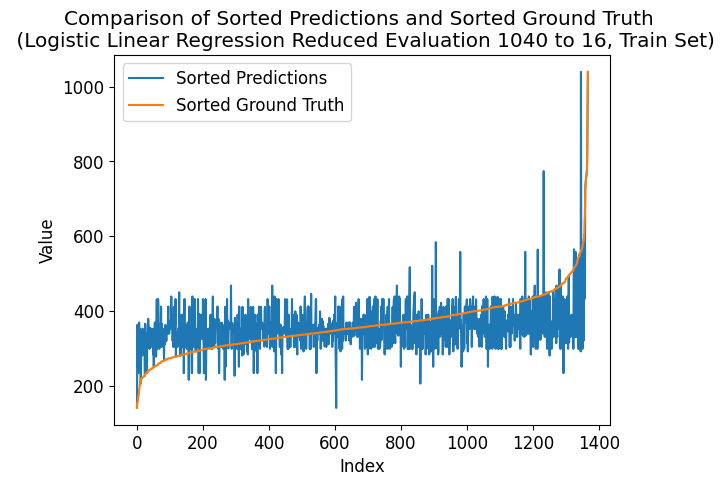 Comparison of Sorted Predictions and Sorted Ground Truth
(Logistic Linear Regression Reduced Evaluation 1040 to 16, Train Set)
Sorted Predictions
Sorted Ground Truth
1000
800
600
400
200
Value
0 200 400 600 800 1000 1200 1400
Index